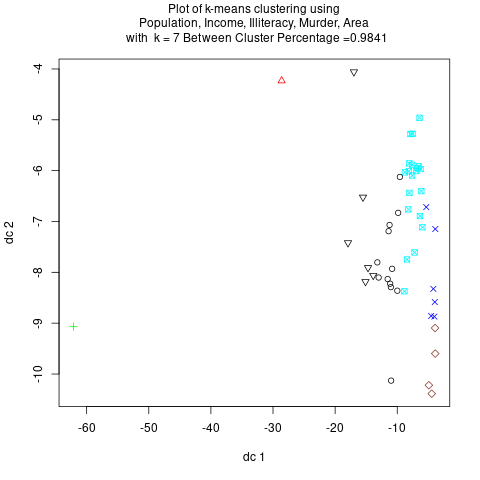 Plot of k-means clustering using
Population, Income, Illiteracy, Murder, Area
with k = 7 Between Cluster Percentage =0.9841
-4
-5
-6
-7
-8
-9
-10
dc 2
-60 -50 -40 -30 -20 -10
dc 1